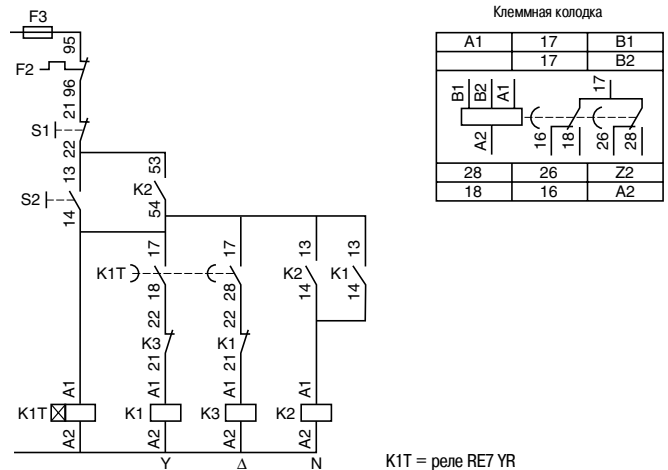 F3
95
F2
96
21
S1
22
13
S2
14
53
K2
54
K1T
17
18
17
28
K2
13
14
K1
13
14
22
K3
21
22
K1
21
K1T
A1
A2
K1
A1
A2
K3
A1
A2
K2
A1
A2
Y
Δ
N
Клеммная колодка
A1 17 B1
17 B2
B1
B2
A1
A2
17
16
18
26
28
28 26 Z2
18 16 A2
K1T = реле RE7 YR